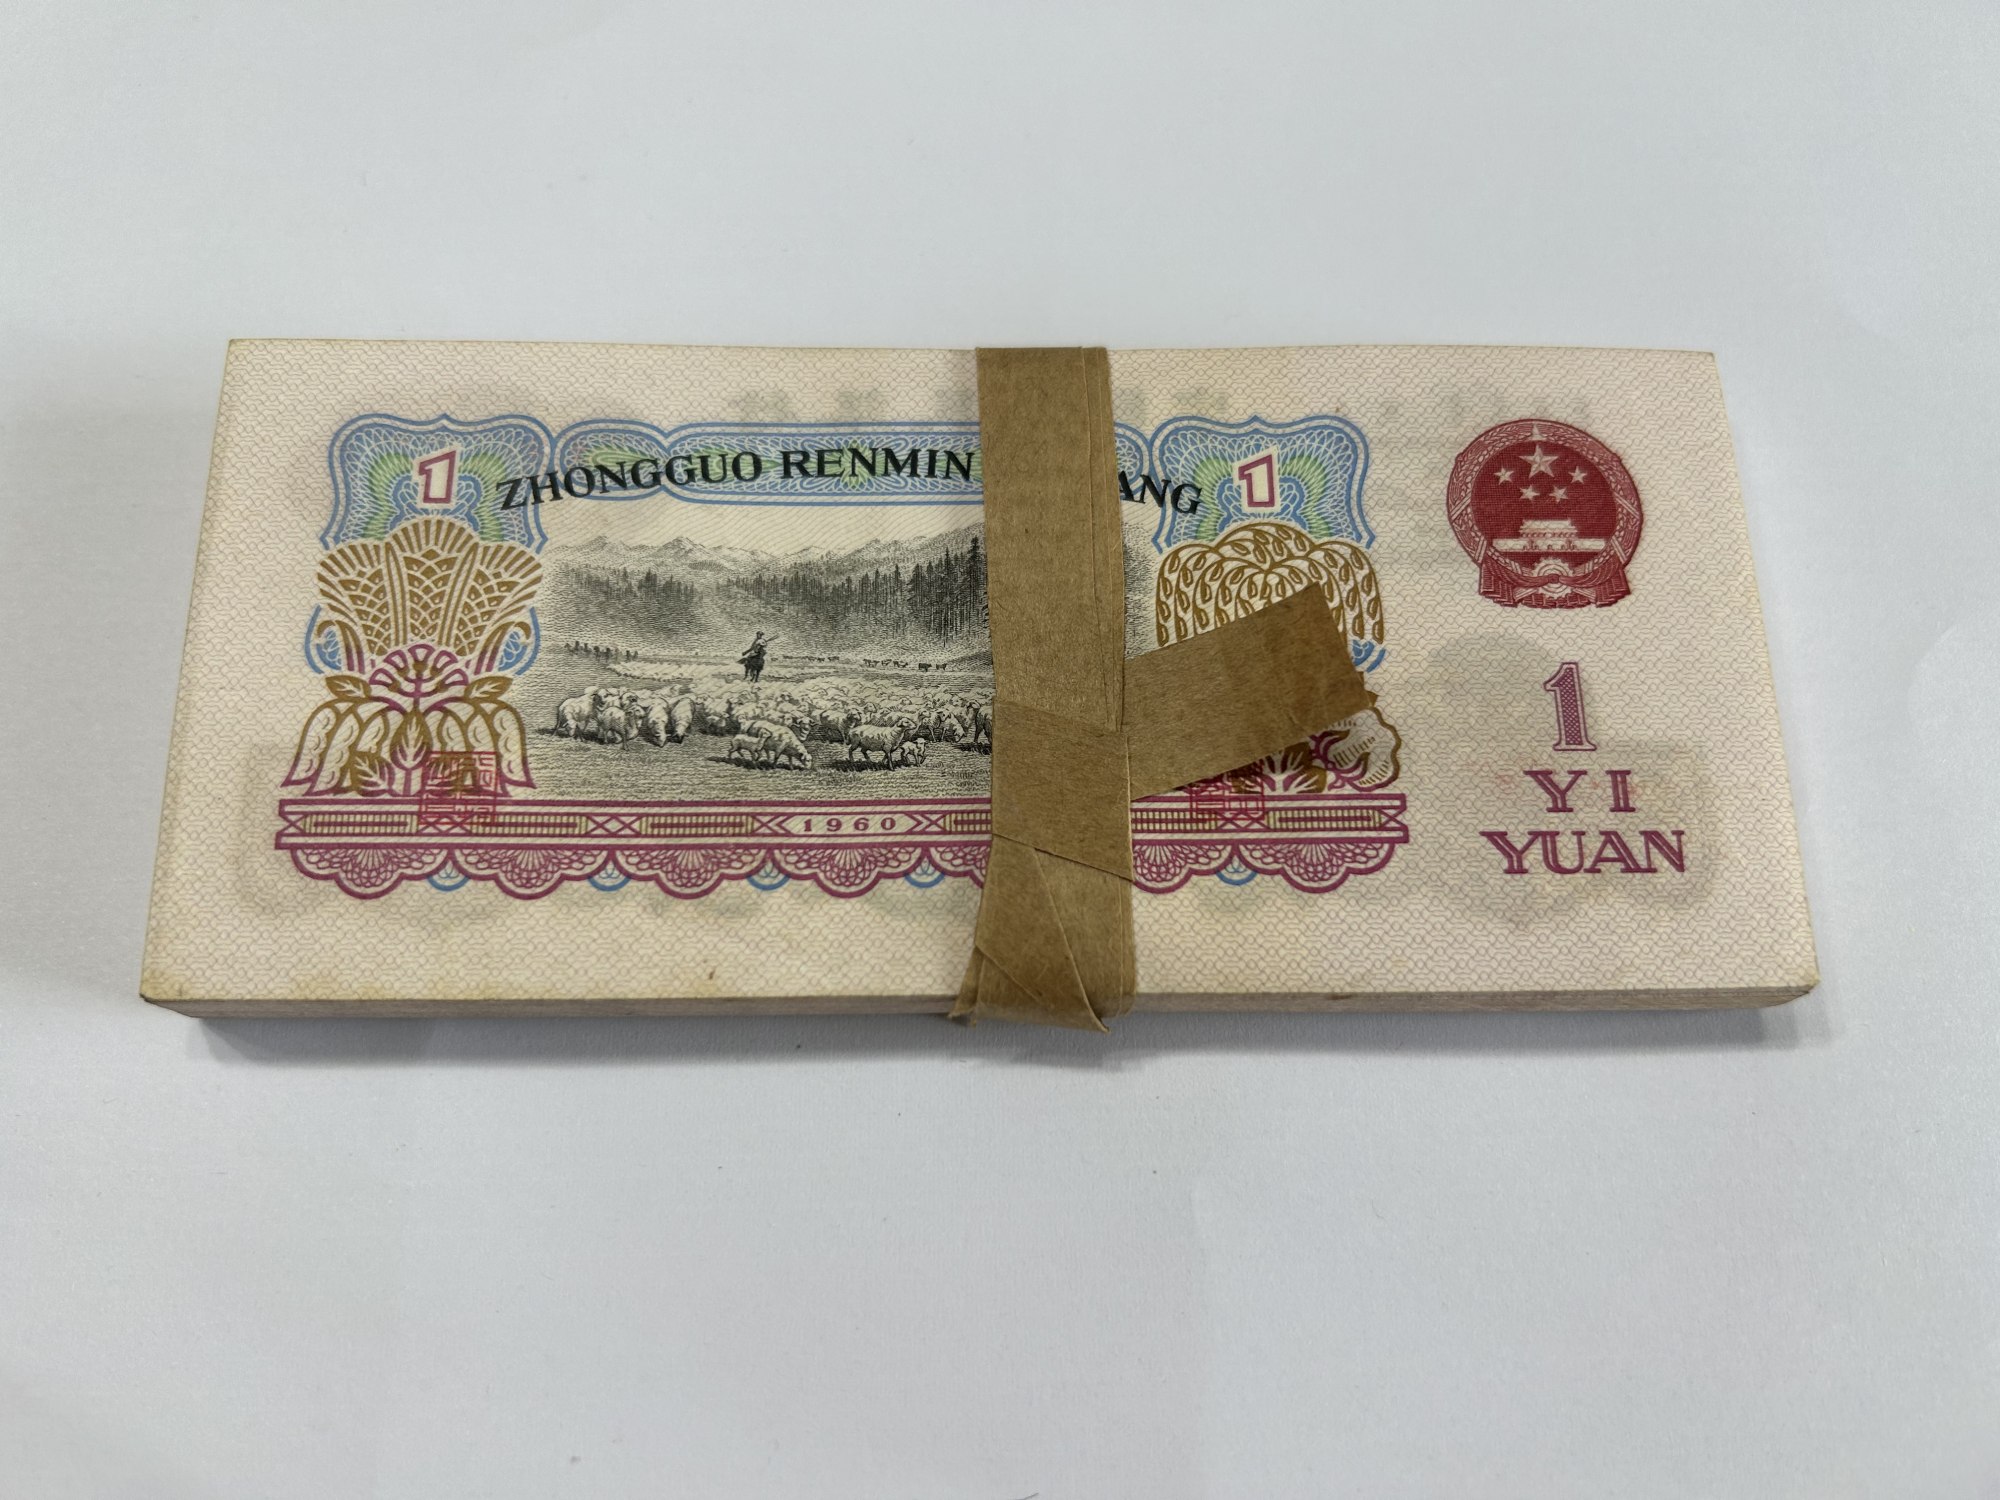 1
ZHONGGUO RENMIN ANG
1
1960
1
YI
YUAN